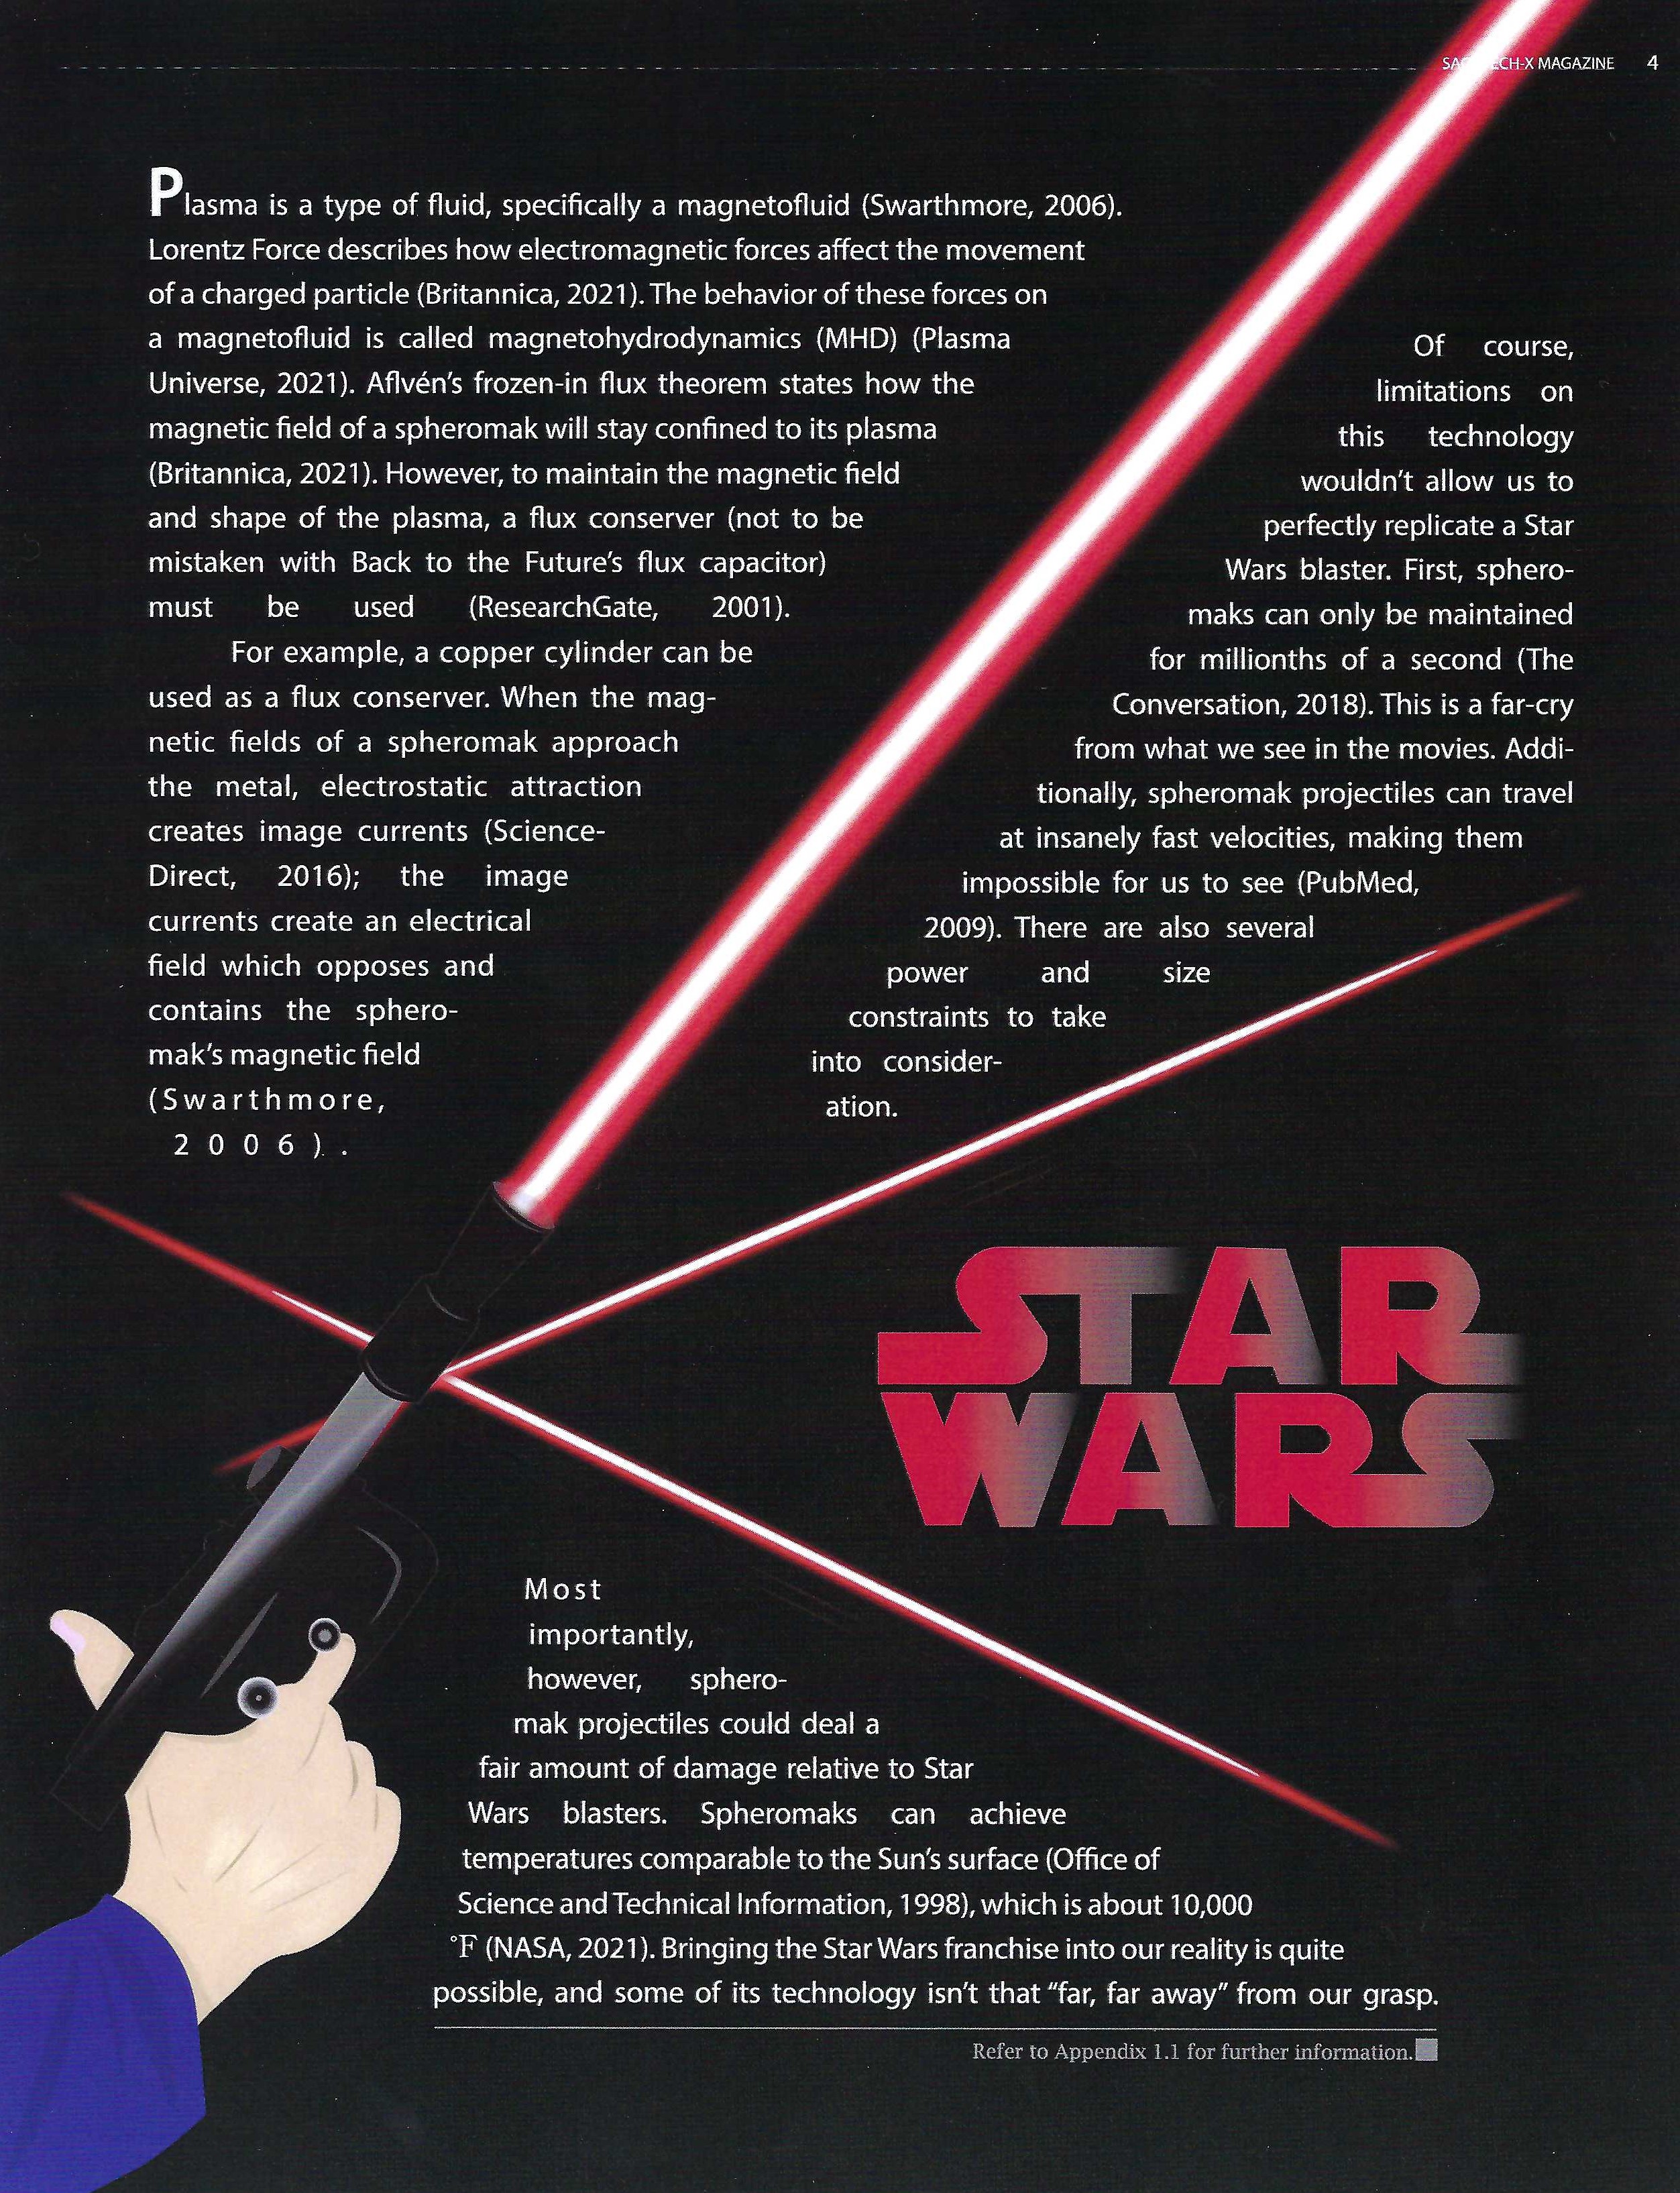 CH-X MAGAZINE 4
Plasma is a type of fluid, specifically a magnetofluid (Swarthmore, 2006).
Lorentz Force describes how electromagnetic forces affect the movement
of a charged particle (Britannica, 2021). The behavior of these forces on
a magnetofluid is called magnetohydrodynamics (MHD) (Plasma
Universe, 2021). Aflvén's frozen-in flux theorem states how the
magnetic field of a spheromak will stay confined to its plasma
(Britannica, 2021). However, to maintain the magnetic field
and shape of the plasma, a flux conserver (not to be
mistaken with Back to the Future's flux capacitor)
must be used (ResearchGate, 2001).
For example, a copper cylinder can be
used as a flux conserver. When the mag-
netic fields of a spheromak approach
the metal, electrostatic attraction
creates image currents (Science-
Direct, 2016); the image
currents create an electrical
field which opposes and
contains the sphero-
mak's magnetic field
(Swarthmore,
2006).
Of course,
limitations on
this technology
wouldn't allow us to
perfectly replicate a Star
Wars blaster. First, sphero-
maks can only be maintained
for millionths of a second (The
Conversation, 2018). This is a far-cry
from what we see in the movies. Addi-
tionally, spheromak projectiles can travel
at insanely fast velocities, making them
impossible for us to see (PubMed,
2009). There are also several
power and size
constraints to take
into consider-
ation.
STAR
WARS
Most
importantly,
however, sphero-
mak projectiles could deal a
fair amount of damage relative to Star
Wars blasters. Spheromaks can achieve
temperatures comparable to the Sun's surface (Office of
Science and Technical Information, 1998), which is about 10,000
°F (NASA, 2021). Bringing the Star Wars franchise into our reality is quite
possible, and some of its technology isn't that "far, far away" from our grasp.
Refer to Appendix 1.1 for further information.